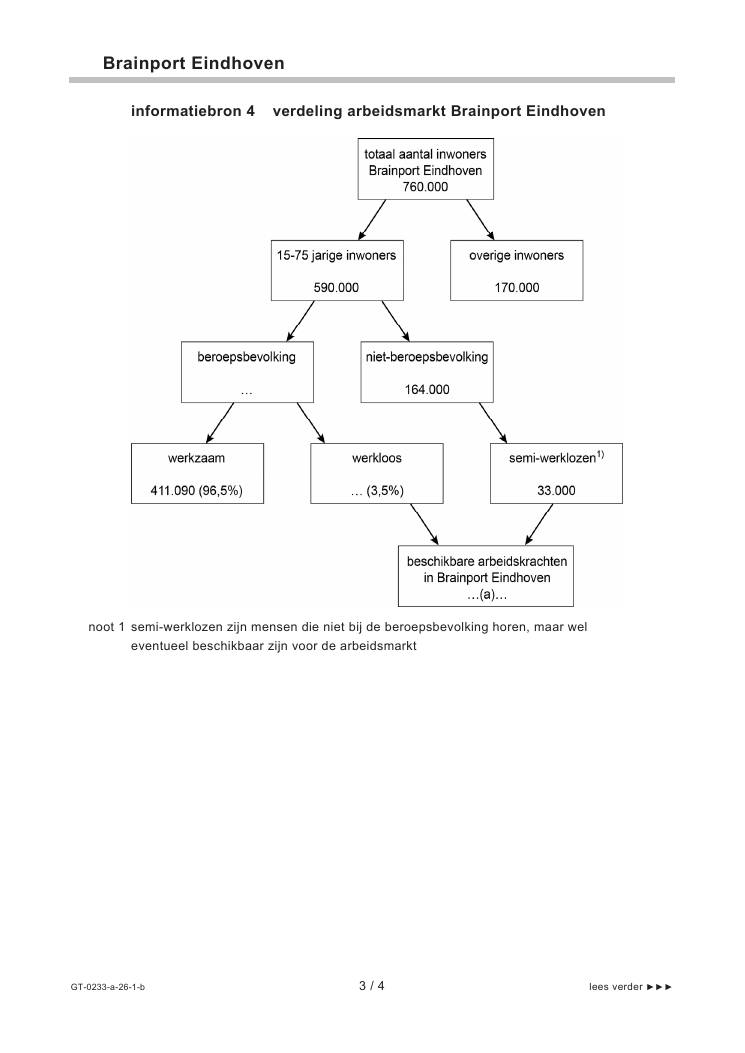 Brainport Eindhoven
informatiebron 4 verdeling arbeidsmarkt Brainport Eindhoven
totaal aantal inwoners
Brainport Eindhoven
760.000
15-75 jarige inwoners
590.000
overige inwoners
170.000
beroepsbevolking
…
niet-beroepsbevolking
164.000
werkzaam
411.090 (96,5%)
werkloos
… (3,5%)
semi-werklozen1)
33.000
beschikbare arbeidskrachten
in Brainport Eindhoven
…(a)…
noot 1 semi-werklozen zijn mensen die niet bij de beroepsbevolking horen, maar wel
eventueel beschikbaar zijn voor de arbeidsmarkt
GT-0233-a-26-1-b
3 / 4
lees verder ►►►